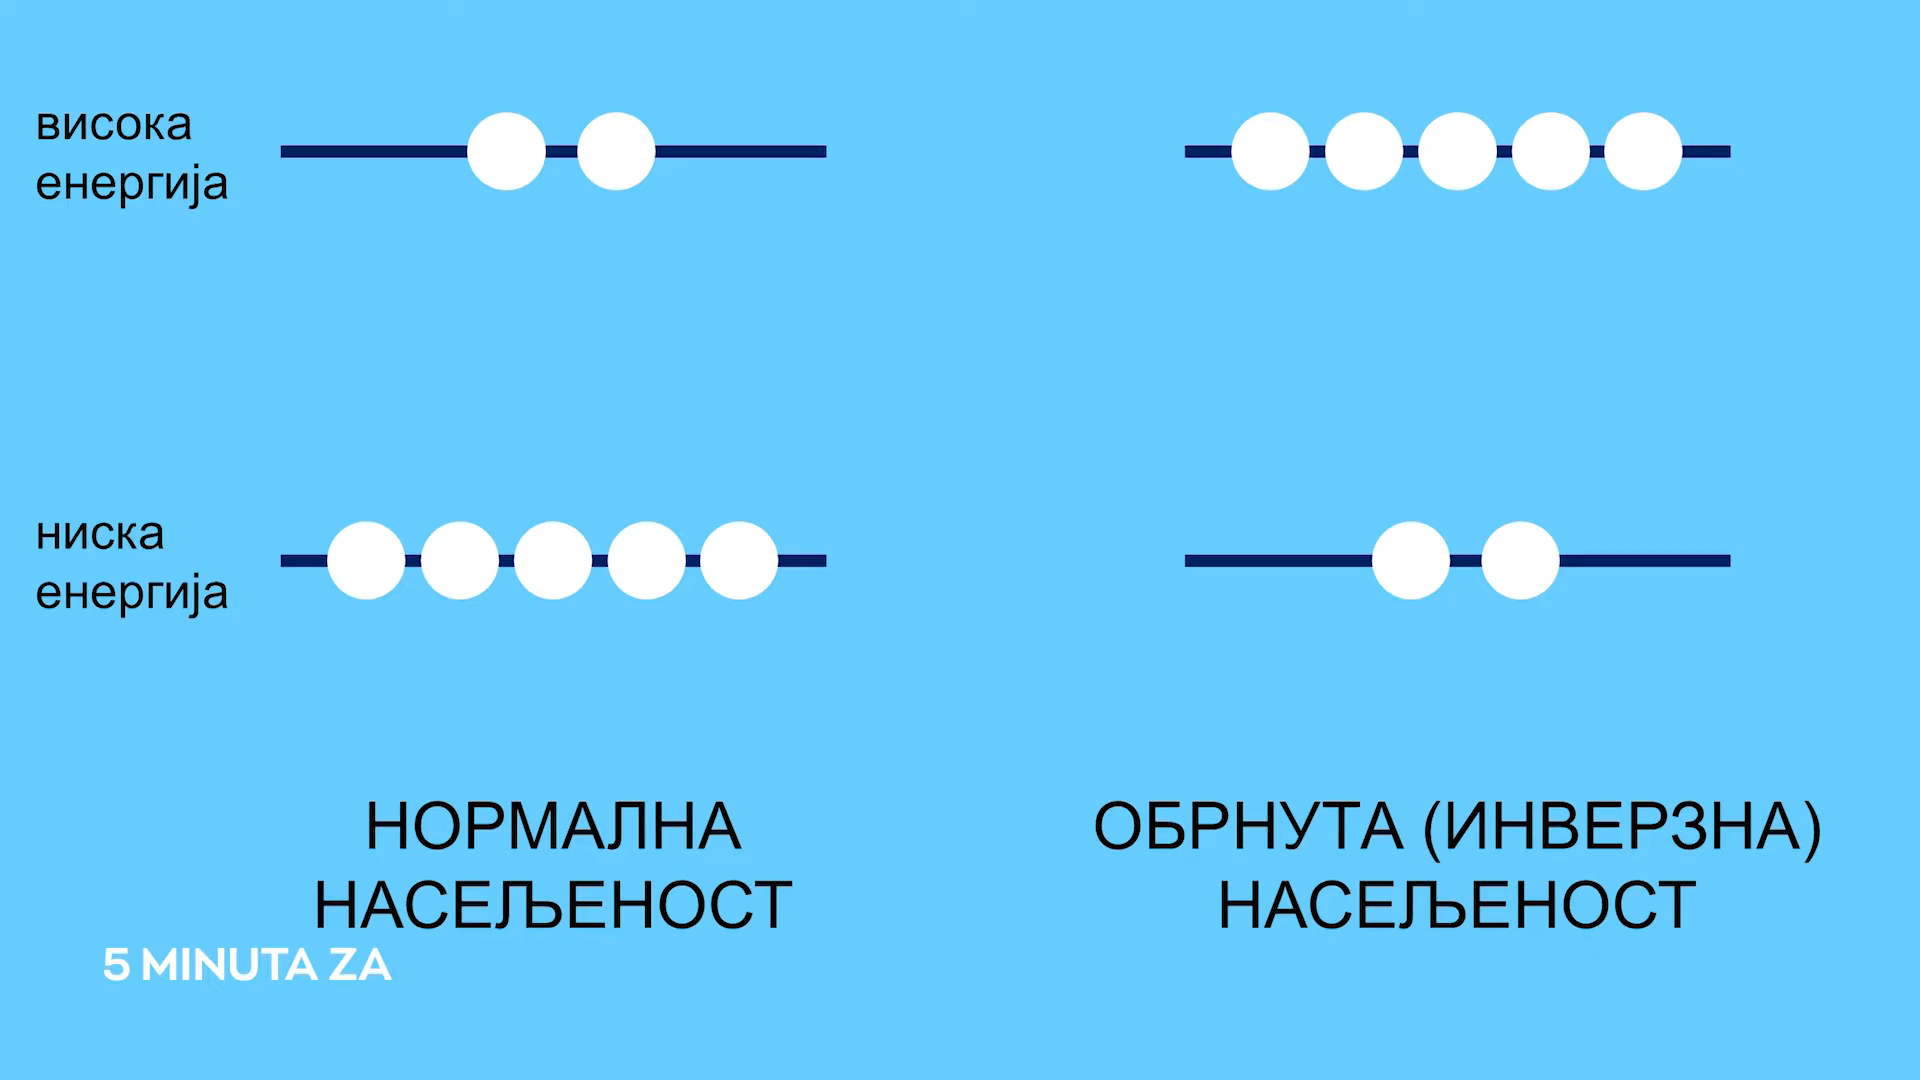 висока
енергија
ниска
енергија
НОРМАЛНА
НАСЕЉЕНОСТ
ОБРНУТА (ИНВЕРЗНА)
НАСЕЉЕНОСТ
5 MINUTA ZA